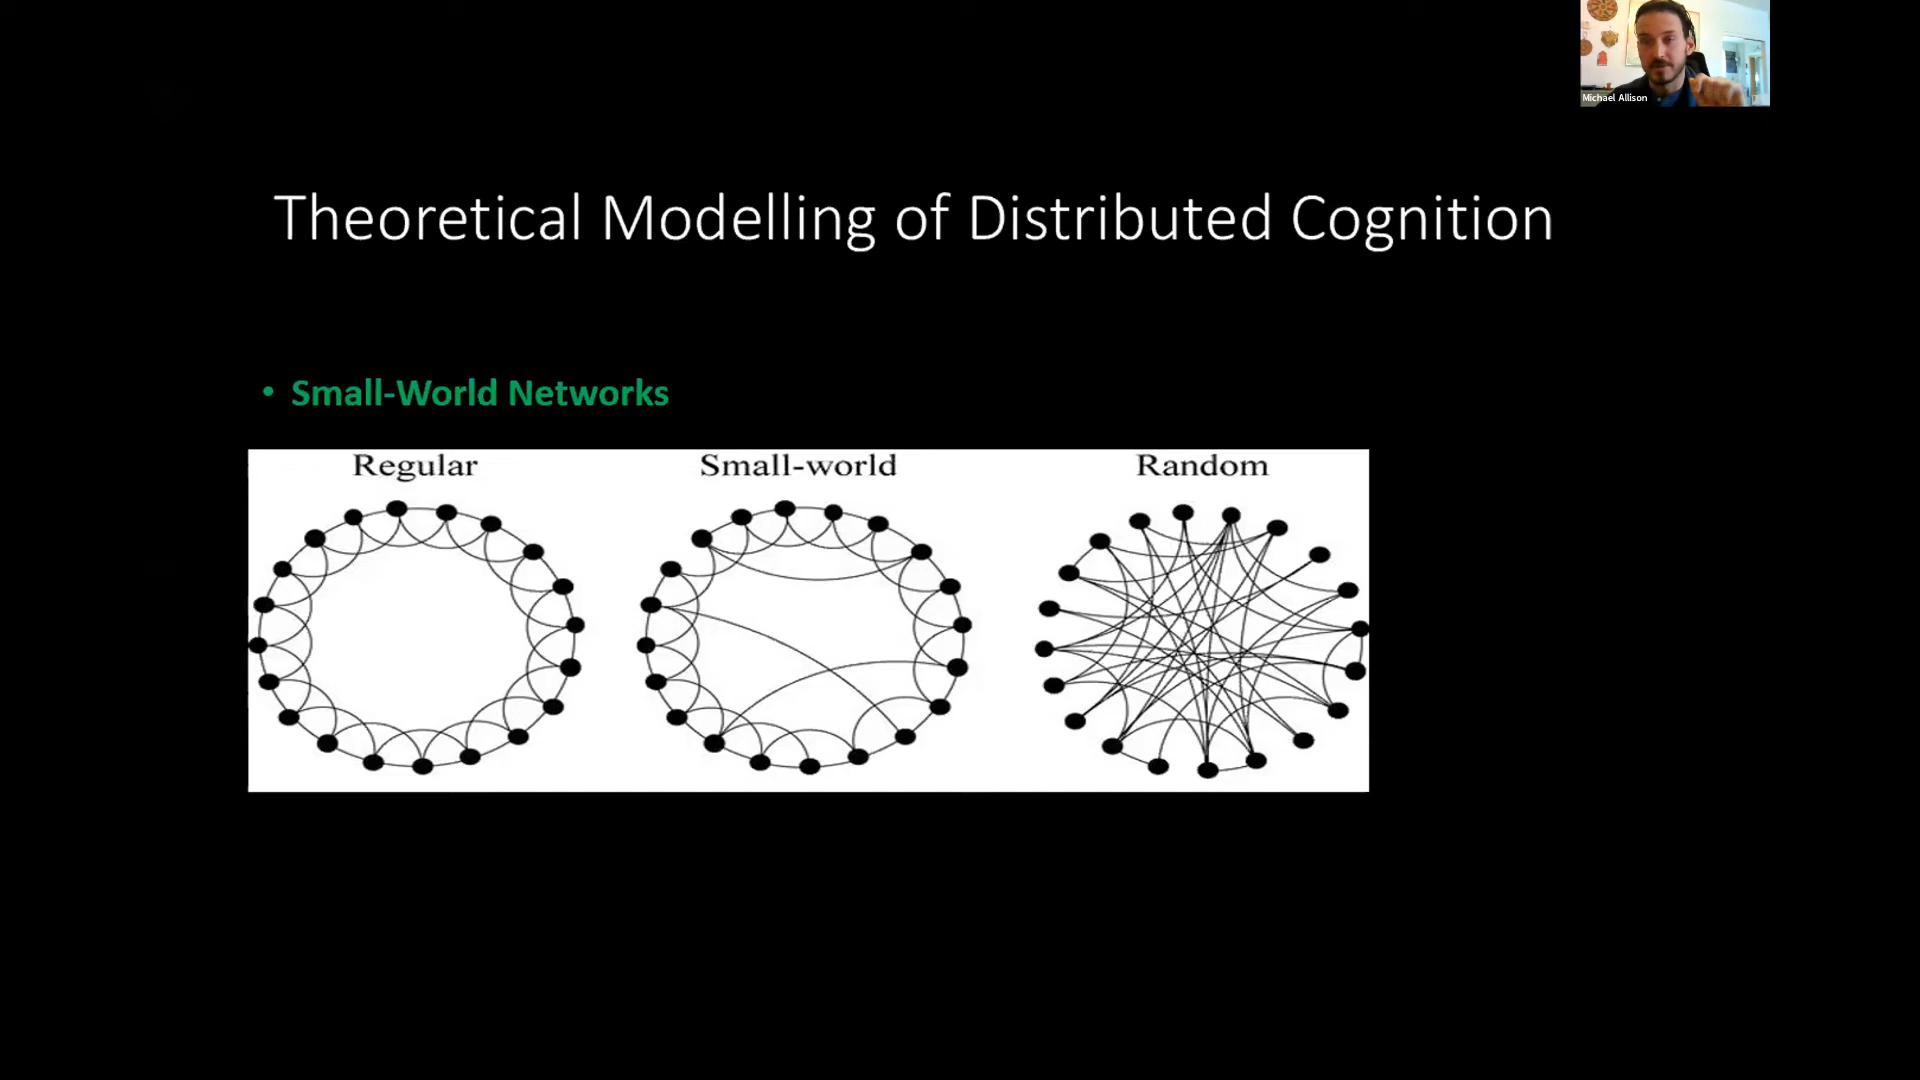 Michael Allison
Theoretical Modelling of Distributed Cognition
• Small-World Networks
Regular
Small-world
Random